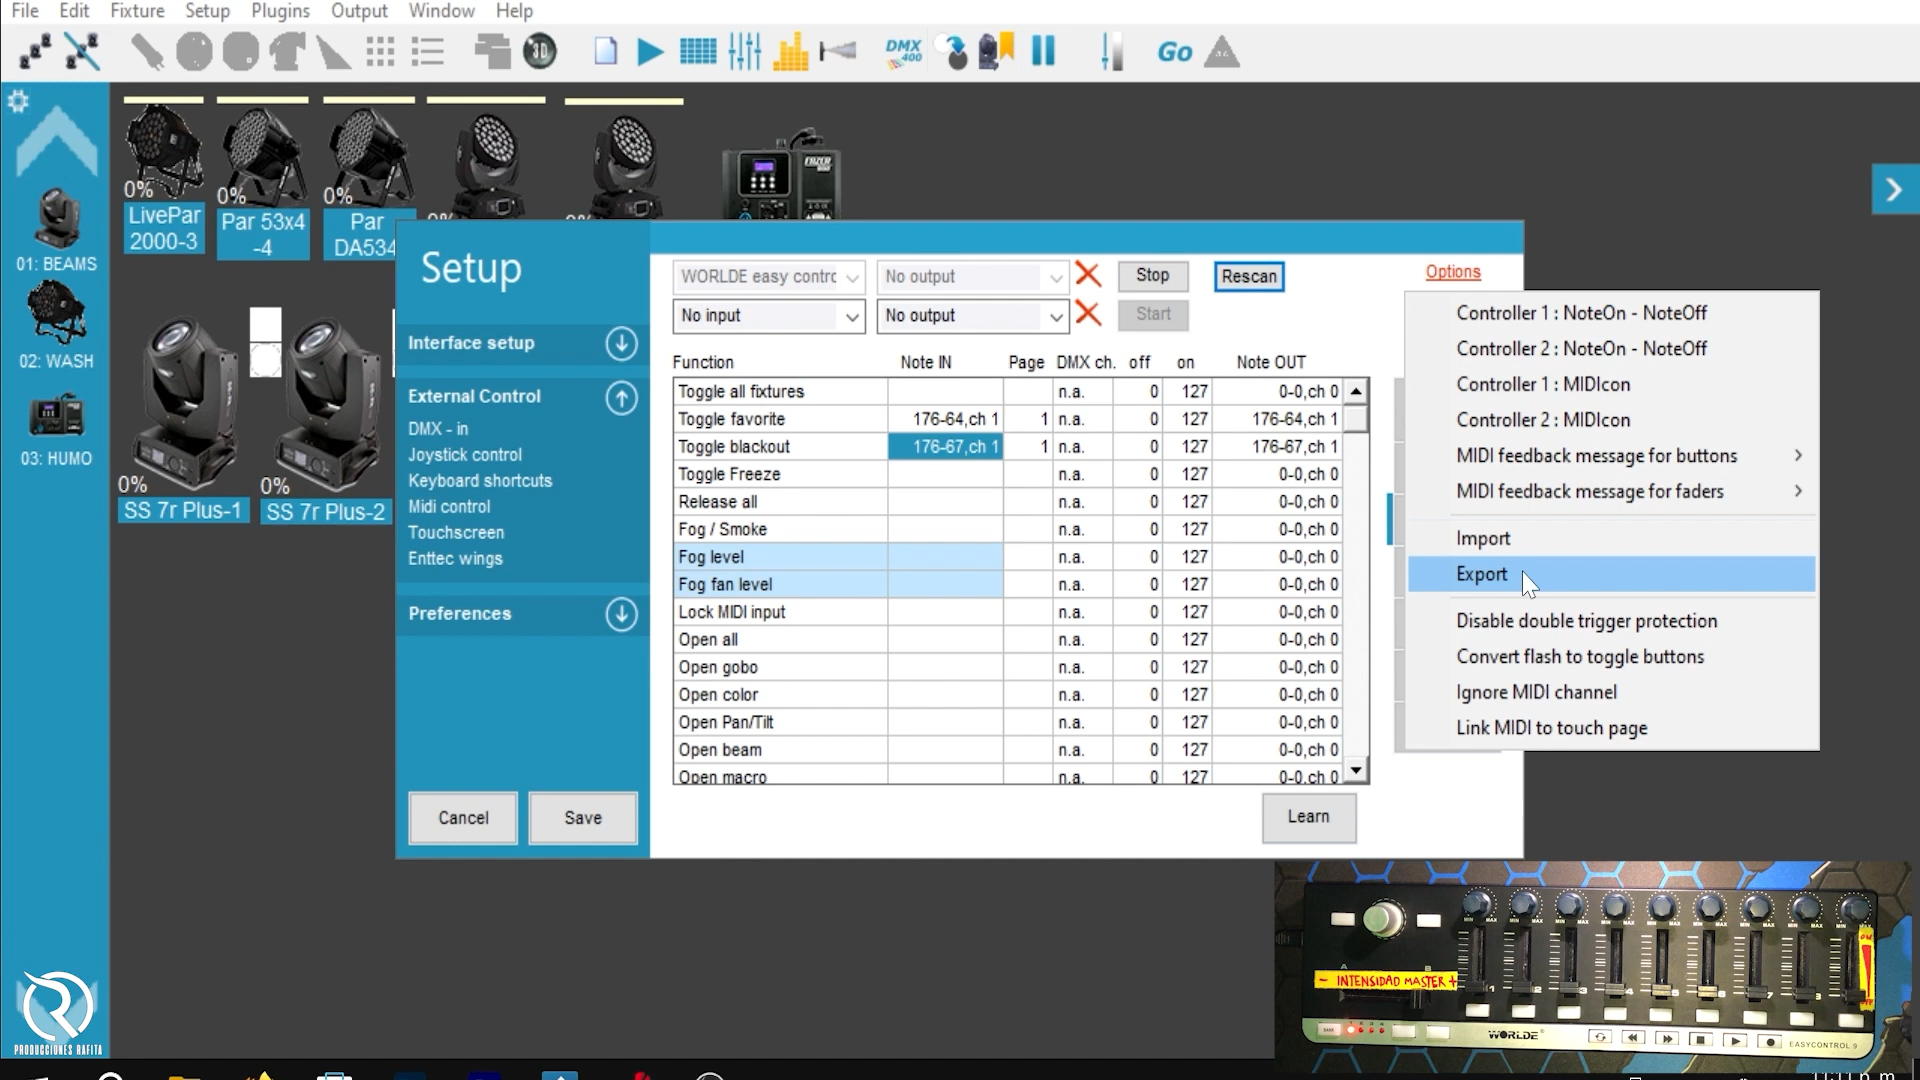 File Edit Fixture Setup Plugins Output Window Help
3D DMX 400 Go
0%
LivePar 2000-3
0%
Par 53x4 -4
0%
Par DA534
FAZER
01: BEAMS
02: WASH
03: HUMO
0%
SS 7r Plus-1
0%
SS 7r Plus-2
Setup
Interface setup
External Control
DMX - in
Joystick control
Keyboard shortcuts
Midi control
Touchscreen
Enttec wings
Preferences
Cancel Save
WORLDE easy contrc No output Stop Rescan Options
No input No output Start
Function Note IN Page DMX ch. off on Note OUT
Toggle all fixtures n.a. 0 127 0-0,ch 0
Toggle favorite 176-64,ch 1 1 n.a. 0 127 176-64,ch 1
Toggle blackout 176-67,ch 1 1 n.a. 0 127 176-67,ch 1
Toggle Freeze n.a. 0 127 0-0,ch 0
Release all n.a. 0 127 0-0,ch 0
Fog / Smoke n.a. 0 127 0-0,ch 0
Fog level n.a. 0 127 0-0,ch 0
Fog fan level n.a. 0 127 0-0,ch 0
Lock MIDI input n.a. 0 127 0-0,ch 0
Open all n.a. 0 127 0-0,ch 0
Open gobo n.a. 0 127 0-0,ch 0
Open color n.a. 0 127 0-0,ch 0
Open Pan/Tilt n.a. 0 127 0-0,ch 0
Open beam n.a. 0 127 0-0,ch 0
Open macro n.a. 0 127 0-0,ch 0
Learn
Controller 1 : NoteOn - NoteOff
Controller 2 : NoteOn - NoteOff
Controller 1 : MIDIcon
Controller 2 : MIDIcon
MIDI feedback message for buttons
MIDI feedback message for faders
Import
Export
Disable double trigger protection
Convert flash to toggle buttons
Ignore MIDI channel
Link MIDI to touch page
- INTENSIDAD MASTER +
WORLDE
EASYCONTROL.9
PRODUCCIONES RAFITA